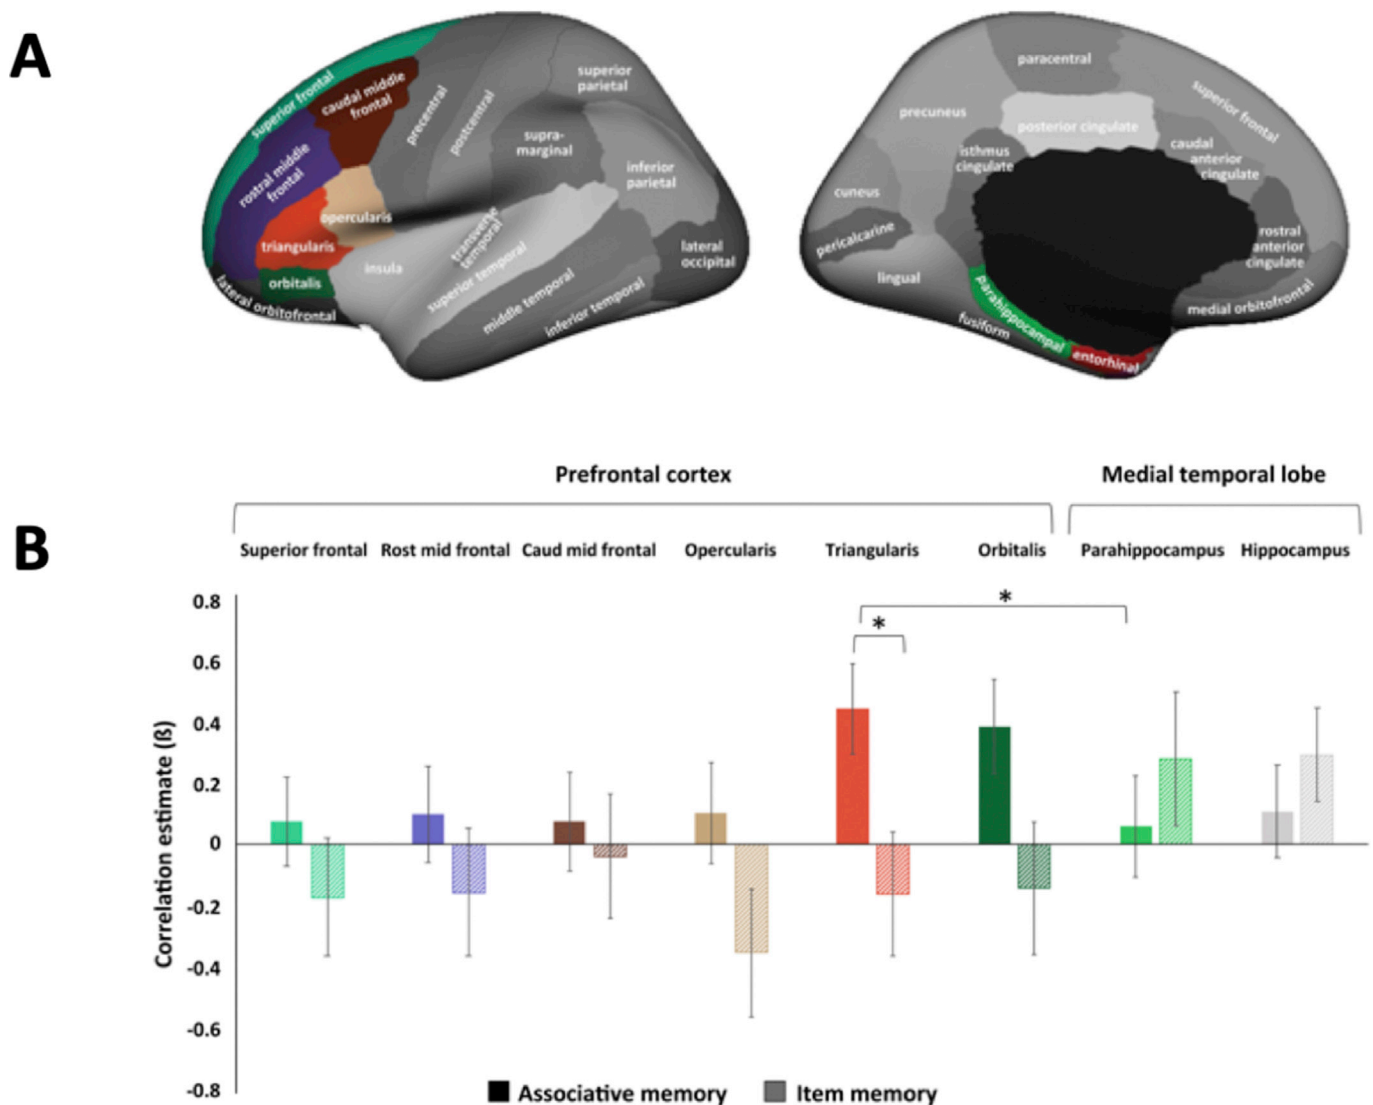 A
superior frontal
caudal middle
frontal
rostral middle
frontal
precentral
postcentral
superior
parietal
supra-
marginal
inferior
parietal
opercularis
triangularis
orbitalis
lateral orbitofrontal
insula
transverse
temporal
superior temporal
middle temporal
inferior temporal
lateral
occipital
paracentral
precuneus
superior frontal
posterior cingulate
isthmus
cingulate
caudal
anterior
cingulate
cuneus
pericalcarine
lingual
rostral
anterior
cingulate
parahippocampal
fusiform
entorhinal
medial orbitofrontal
Prefrontal cortex
Medial temporal lobe
B
Superior frontal
Rost mid frontal
Caud mid frontal
Opercularis
Triangularis
Orbitalis
Parahippocampus
Hippocampus
Correlation estimate (ß)
0.8
0.6
0.4
0.2
0
-0.2
-0.4
-0.6
-0.8
*
*
Associative memory
Item memory